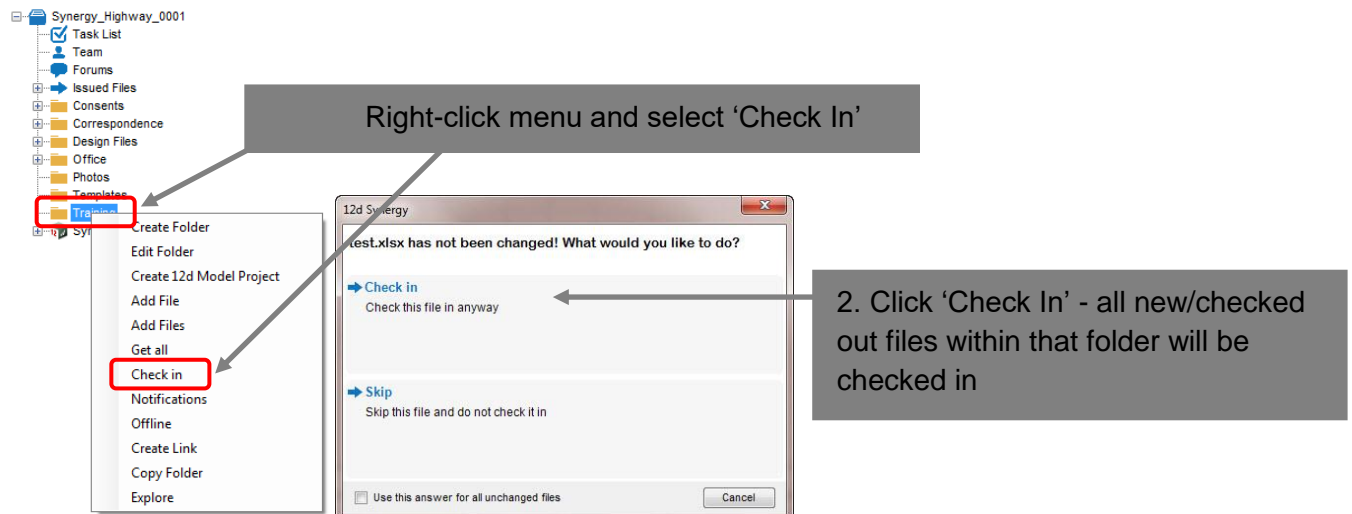 Synergy_Highway_0001
Task List
Team
Forums
Issued Files
Consents
Correspondence
Design Files
Office
Photos
Templates
Training
Syn
Right-click menu and select ‘Check In’
Create Folder
Edit Folder
Create 12d Model Project
Add File
Add Files
Get all
Check in
Notifications
Offline
Create Link
Copy Folder
Explore
12d Synergy
test.xlsx has not been changed! What would you like to do?
Check in
Check this file in anyway
Skip
Skip this file and do not check it in
Use this answer for all unchanged files
Cancel
2. Click ‘Check In’ - all new/checked
out files within that folder will be
checked in